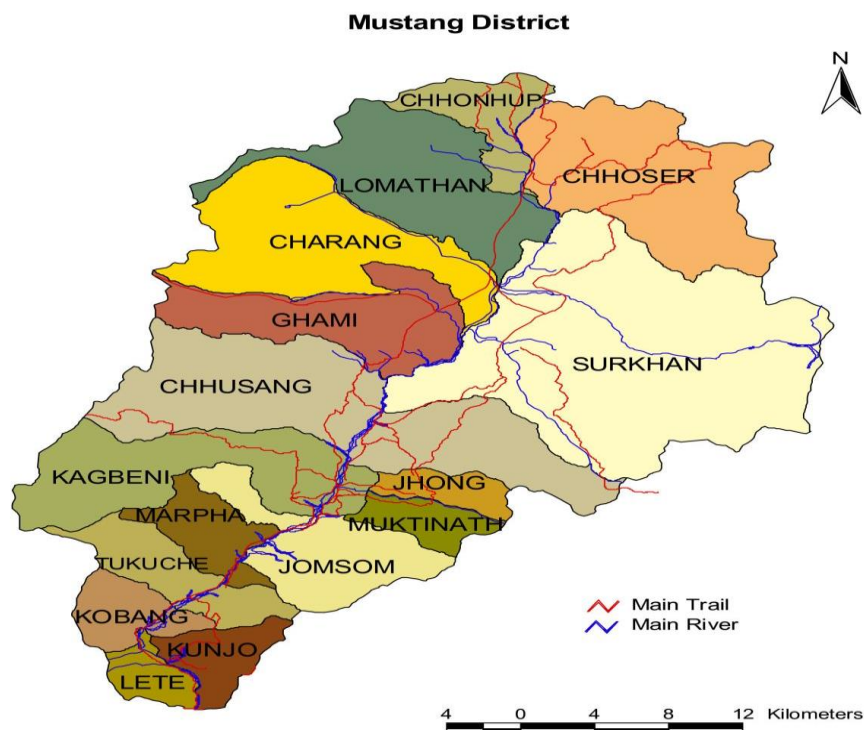 Mustang District
N
CHHONHUP
CHHOSER
LOMATHAN
CHARANG
GHAMI
SURKHAN
CHHUSANG
KAGBENI
JHONG
MARPHA
MUKTINATH
TUKUCHE
JOMSOM
KOBANG
KUNJO
LETE
Main Trail
Main River
4 0 4 8 12 Kilometers